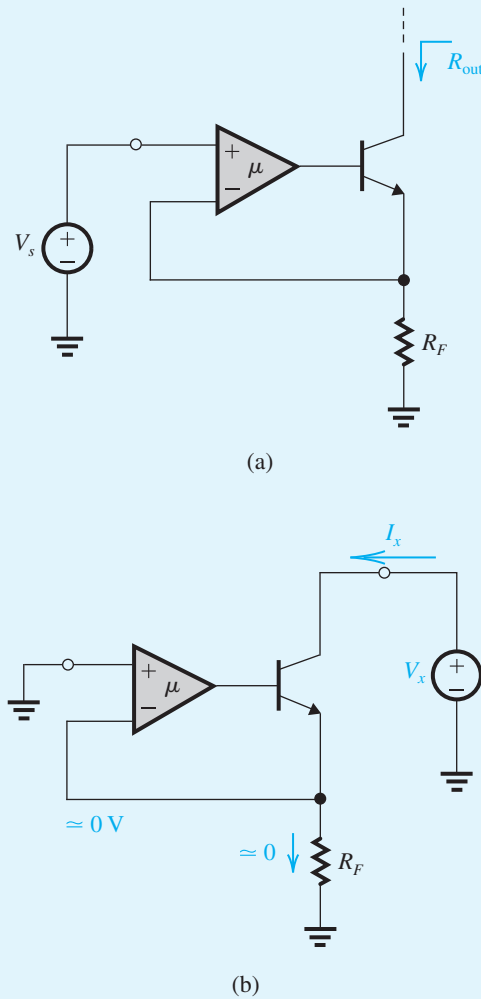 R_out
+
μ
−
V_s
+
−
R_F
(a)
I_x
+
μ
−
V_x
+
−
≃ 0 V
≃ 0
R_F
(b)